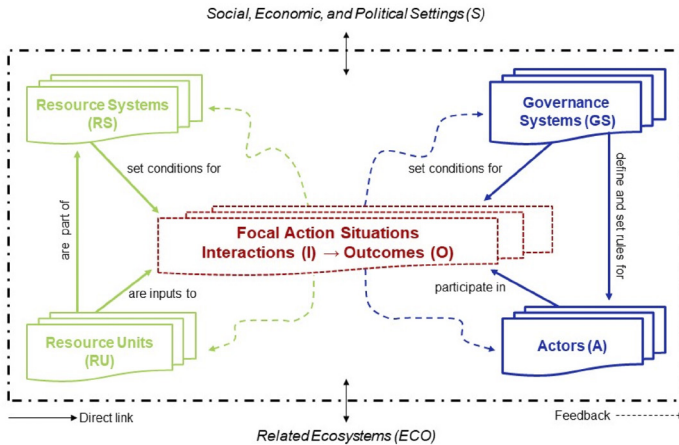 Social, Economic, and Political Settings (S)
Resource Systems
(RS)
Governance
Systems (GS)
set conditions for
set conditions for
are part of
define and set rules for
Focal Action Situations
Interactions (I) → Outcomes (O)
are inputs to
participate in
Resource Units
(RU)
Actors (A)
Direct link
Feedback
Related Ecosystems (ECO)